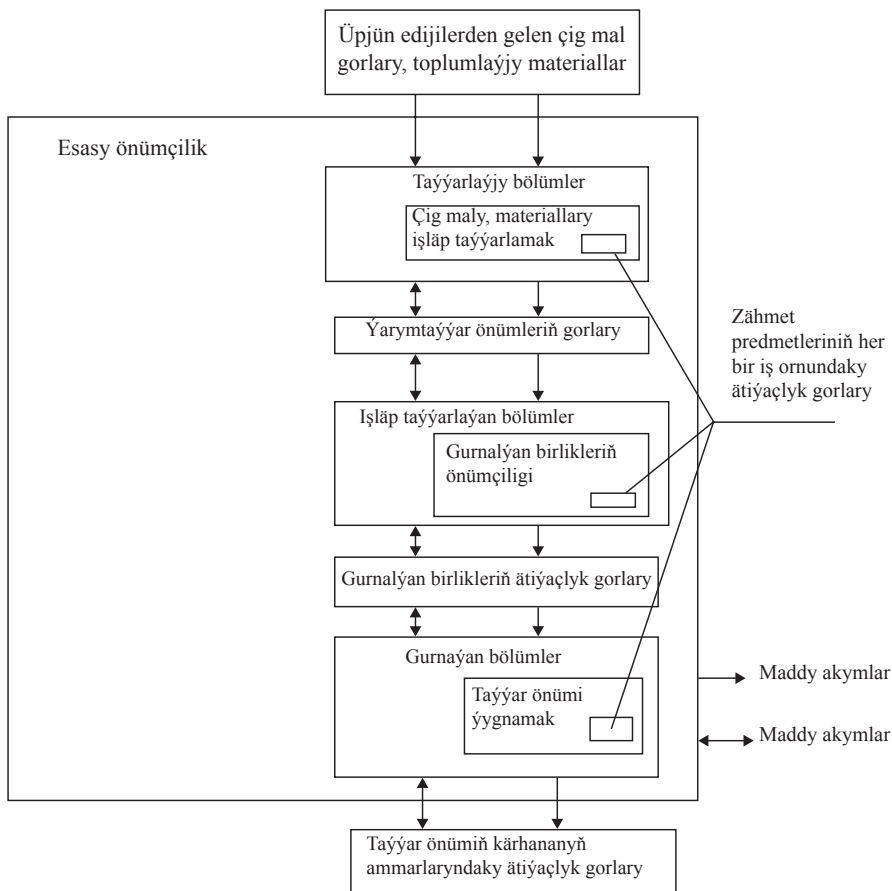 Üpjün edijilerden gelen çig mal
gorlary, toplumlaýjy materiallar
Esasy önümçilik
Taýýarlaýjy bölümler
Çig maly, materiallary
işläp taýýarlamak
Ýarymtaýýar önümleriň gorlary
Zähmet
predmetleriniň her
bir iş ornundaky
ätiýaçlyk gorlary
Işläp taýýarlaýan bölümler
Gurnalýan birlikleriň
önümçiligi
Gurnalýan birlikleriň ätiýaçlyk gorlary
Gurnaýan bölümler
Taýýar önümi
ýygnamak
Maddy akymlar
Maddy akymlar
Taýýar önümiň kärhananyň
ammarlaryndaky ätiýaçlyk gorlary